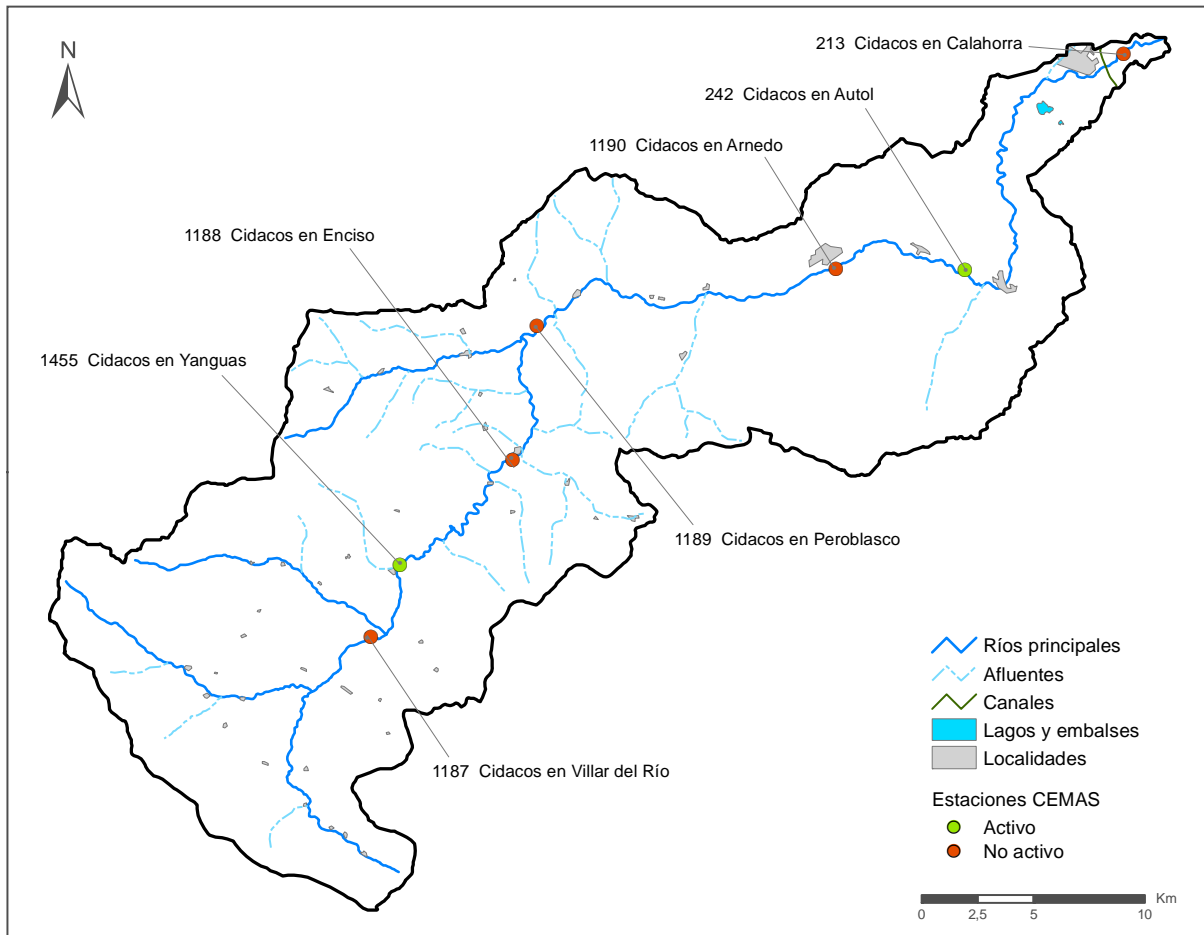 N
213 Cidacos en Calahorra
242 Cidacos en Autol
1190 Cidacos en Arnedo
1188 Cidacos en Enciso
1455 Cidacos en Yanguas
1189 Cidacos en Peroblasco
1187 Cidacos en Villar del Río
Ríos principales
Afluentes
Canales
Lagos y embalses
Localidades
Estaciones CEMAS
Activo
No activo
Km
0 2,5 5 10